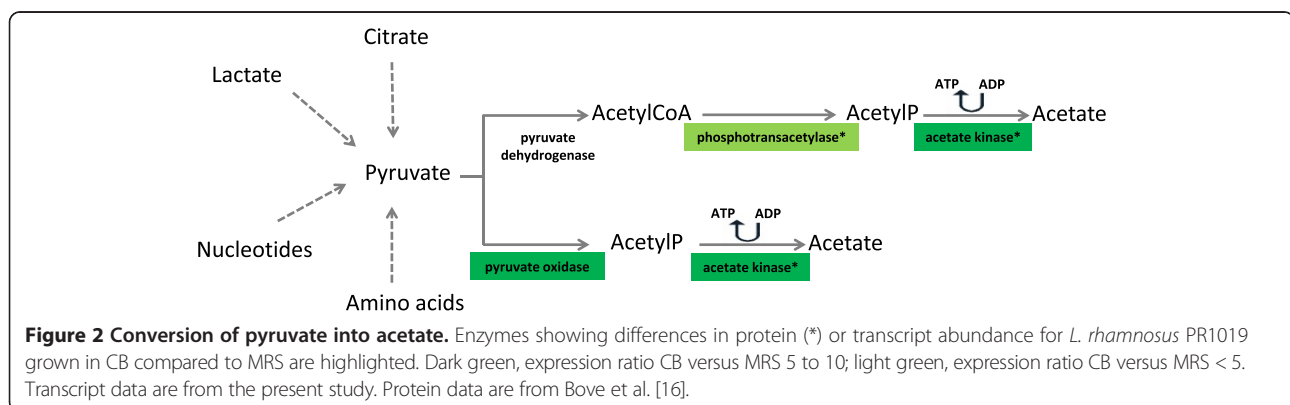 Citrate
Lactate
ATP ADP
AcetylCoA AcetylP Acetate
pyruvate dehydrogenase
phosphotransacetylase*
acetate kinase*
Pyruvate
ATP ADP
Nucleotides
AcetylP Acetate
pyruvate oxidase
acetate kinase*
Amino acids
Figure 2 Conversion of pyruvate into acetate. Enzymes showing differences in protein (*) or transcript abundance for L. rhamnosus PR1019
grown in CB compared to MRS are highlighted. Dark green, expression ratio CB versus MRS 5 to 10; light green, expression ratio CB versus MRS < 5.
Transcript data are from the present study. Protein data are from Bove et al. [16].